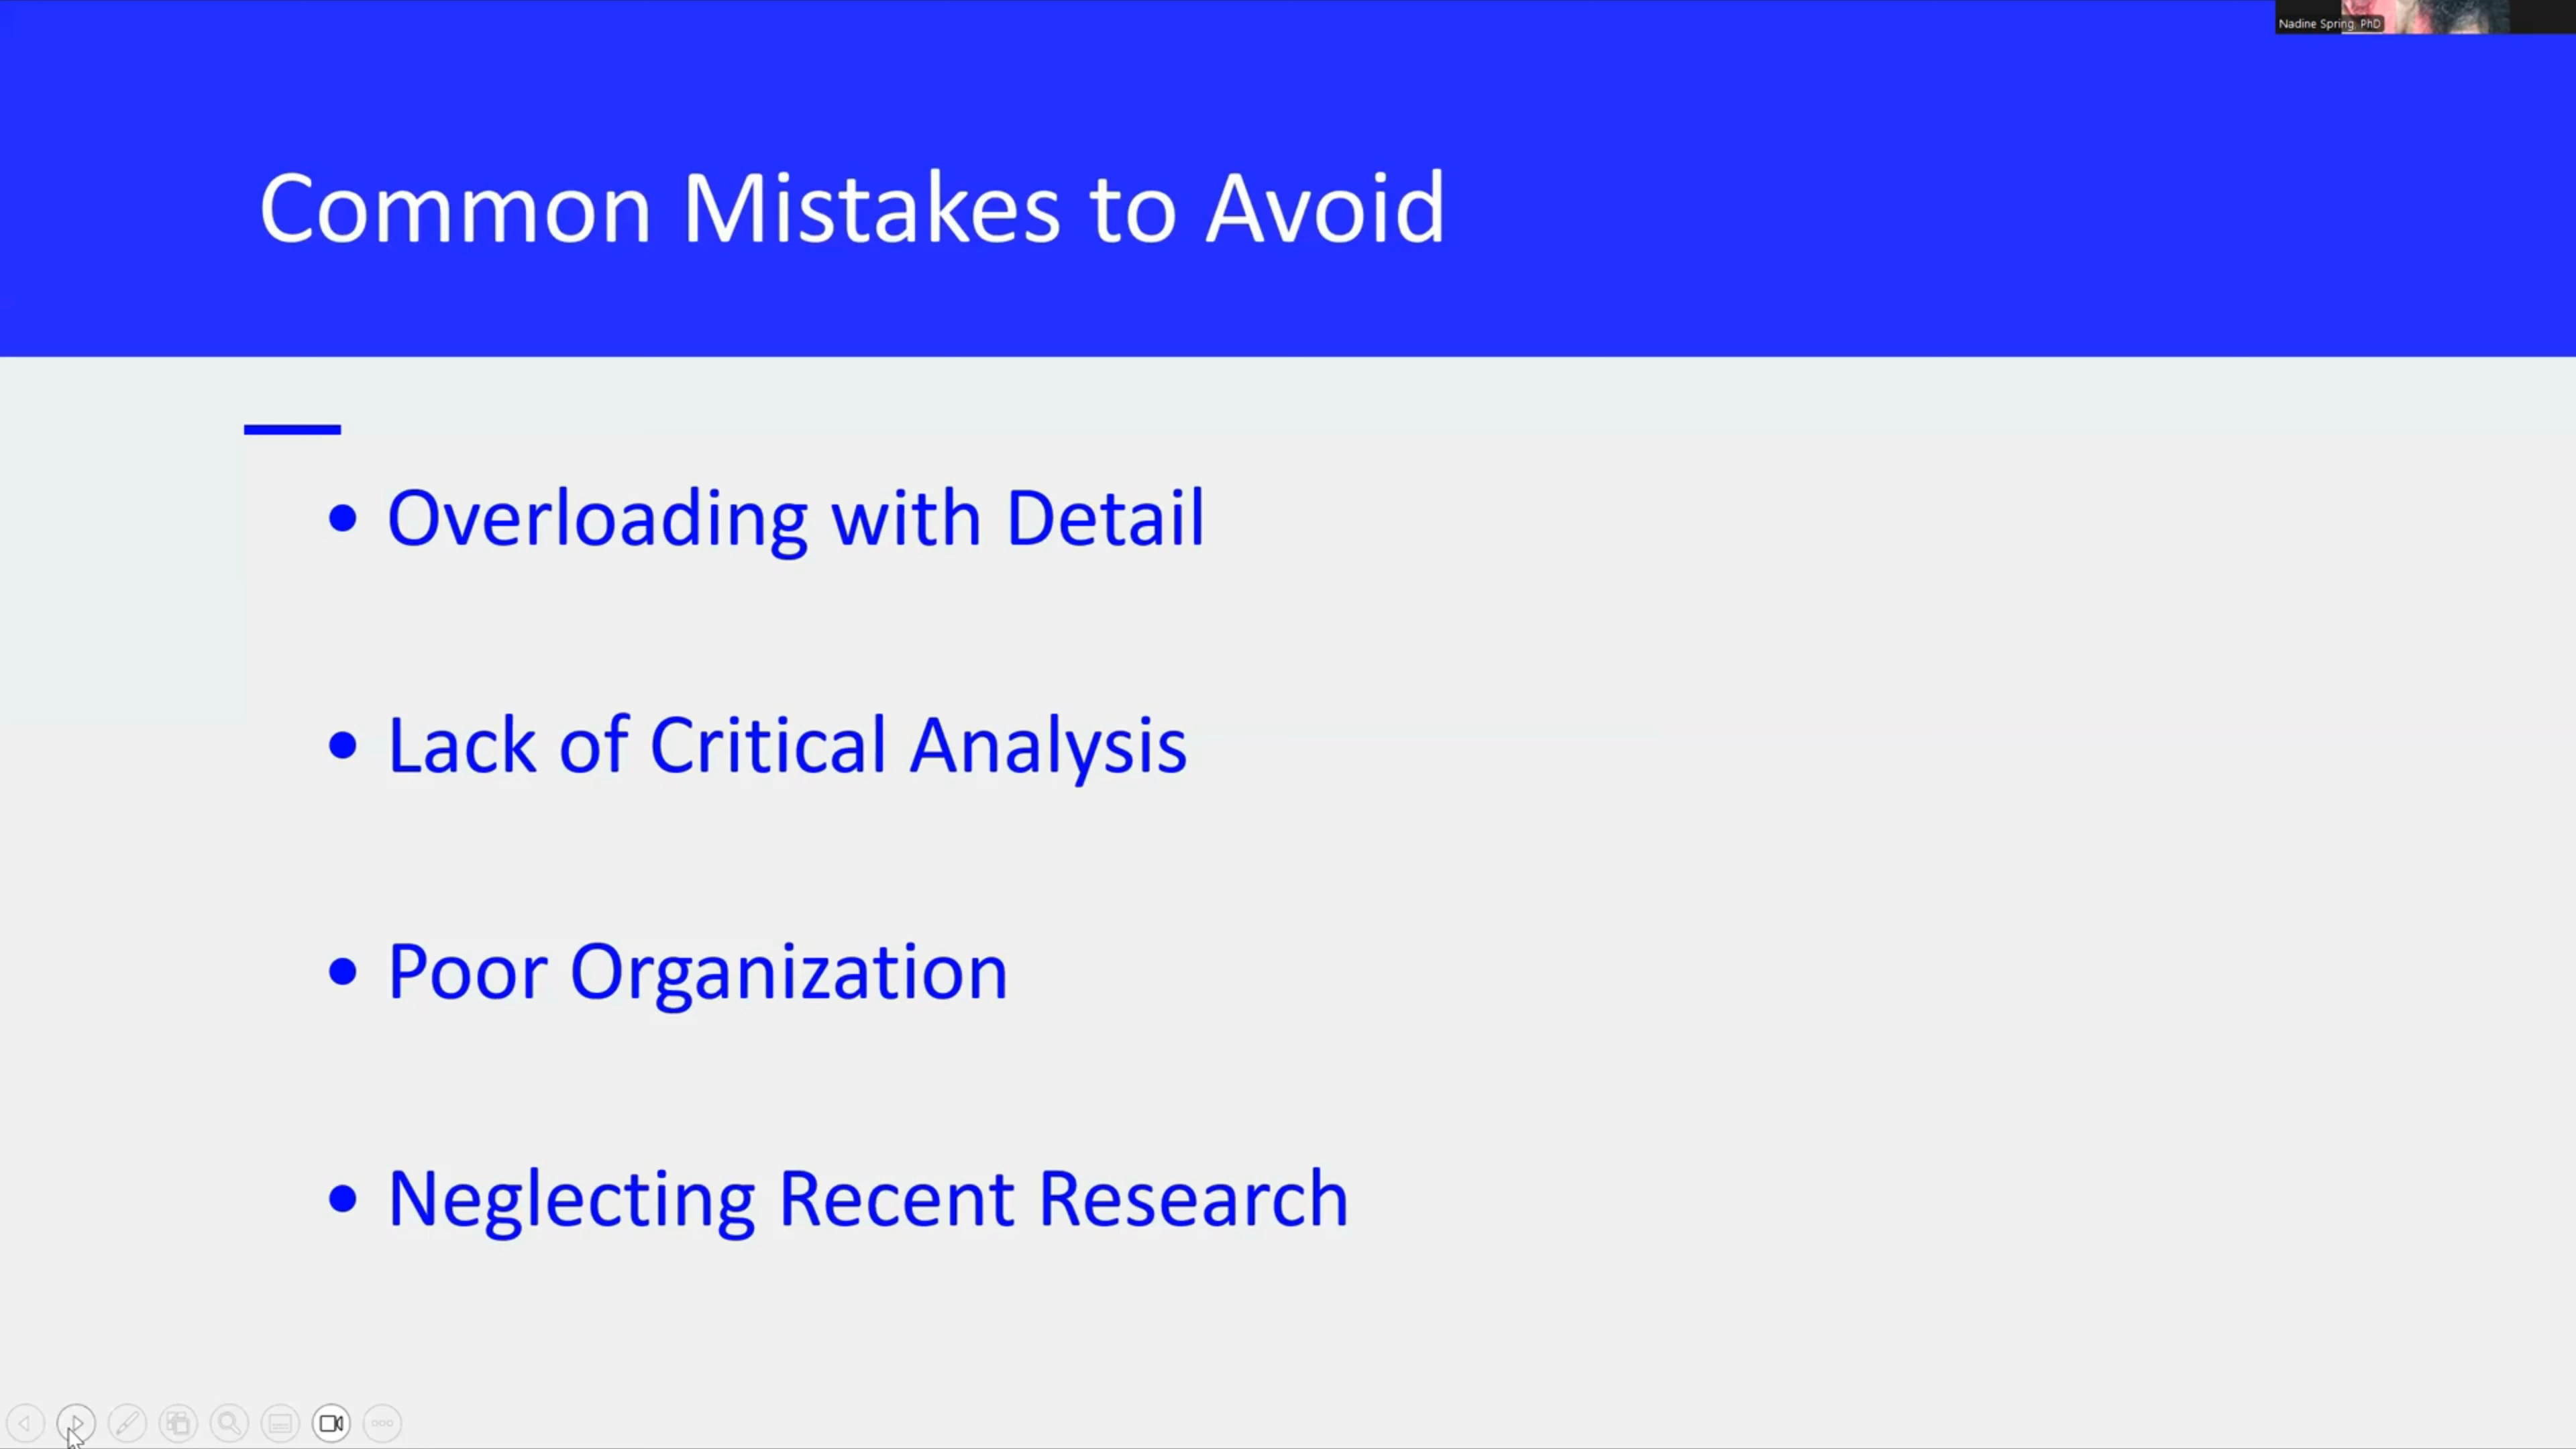 Nadine Spring, PhD
Common Mistakes to Avoid
• Overloading with Detail
• Lack of Critical Analysis
• Poor Organization
• Neglecting Recent Research